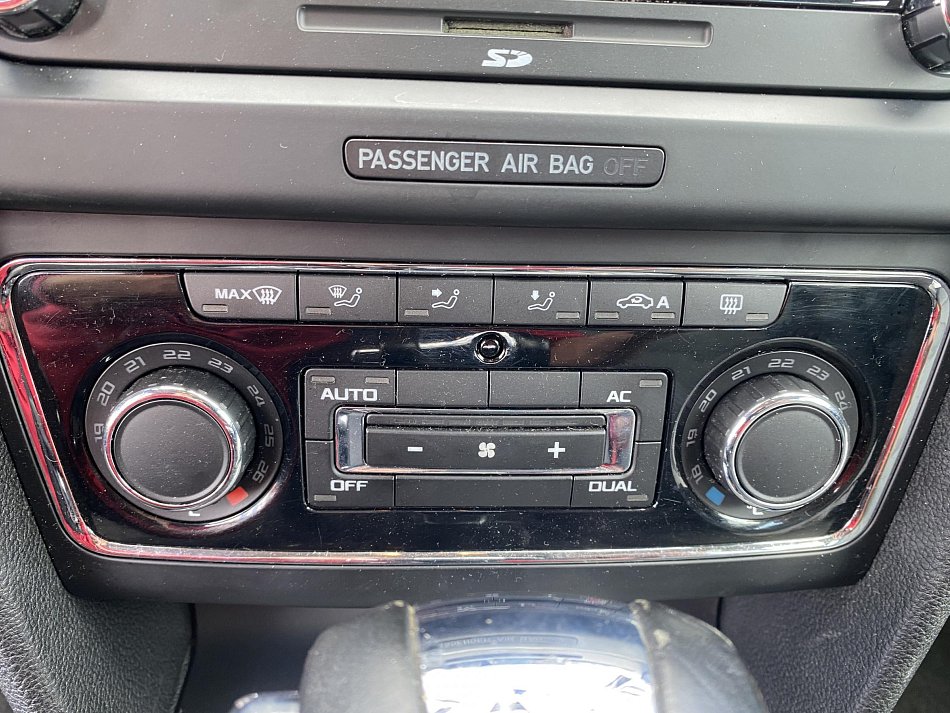 SD
PASSENGER AIR BAG OFF
MAX
A
19 20 21 22 23 24 25 26
AUTO
AC
- +
OFF
DUAL
18 19 20 21 22 23 24